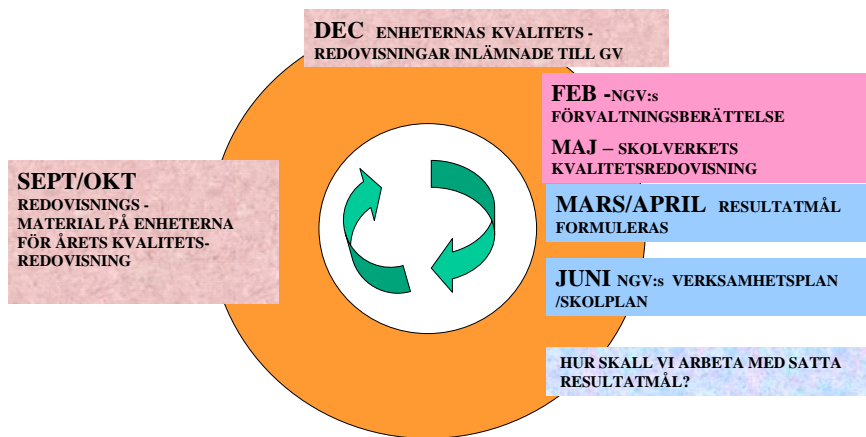 DEC ENHETERNAS KVALITETS -
REDOVISNINGAR INLÄMNADE TILL GV
FEB -NGV:s
FÖRVALTNINGSBERÄTTELSE
MAJ – SKOLVERKETS
KVALITETSREDOVISNING
SEPT/OKT
REDOVISNINGS -
MATERIAL PÅ ENHETERNA
FÖR ÅRETS KVALITETS-
REDOVISNING
MARS/APRIL RESULTATMÅL
FORMULERAS
JUNI NGV:s VERKSAMHETSPLAN
/SKOLPLAN
HUR SKALL VI ARBETA MED SATTA
RESULTATMÅL?